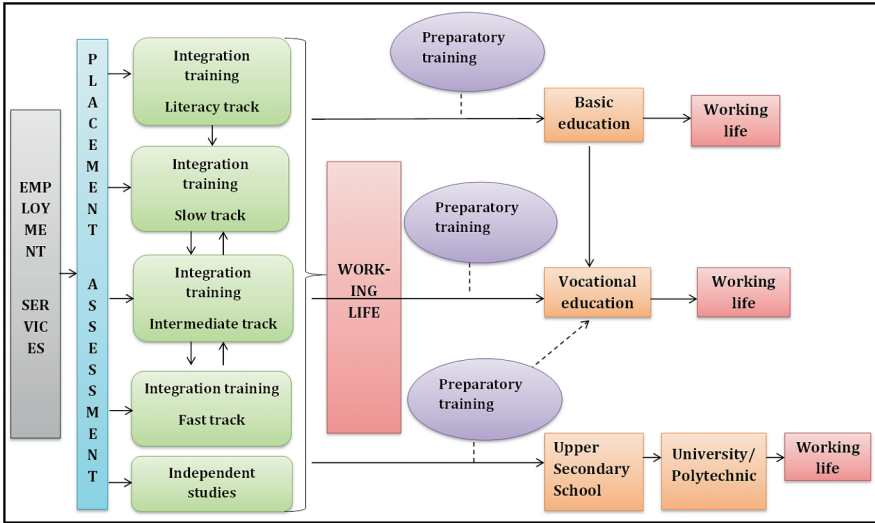 EMP
LOY
ME
NT
SER
VIC
ES
P
L
A
C
E
M
E
N
T
A
S
S
E
S
S
M
E
N
T
Integration
training
Literacy track
Integration
training
Slow track
Integration
training
Intermediate track
Integration training
Fast track
Independent
studies
WORK-
ING
LIFE
Preparatory
training
Basic
education
Working
life
Preparatory
training
Vocational
education
Working
life
Preparatory
training
Upper
Secondary
School
University/
Polytechnic
Working
life